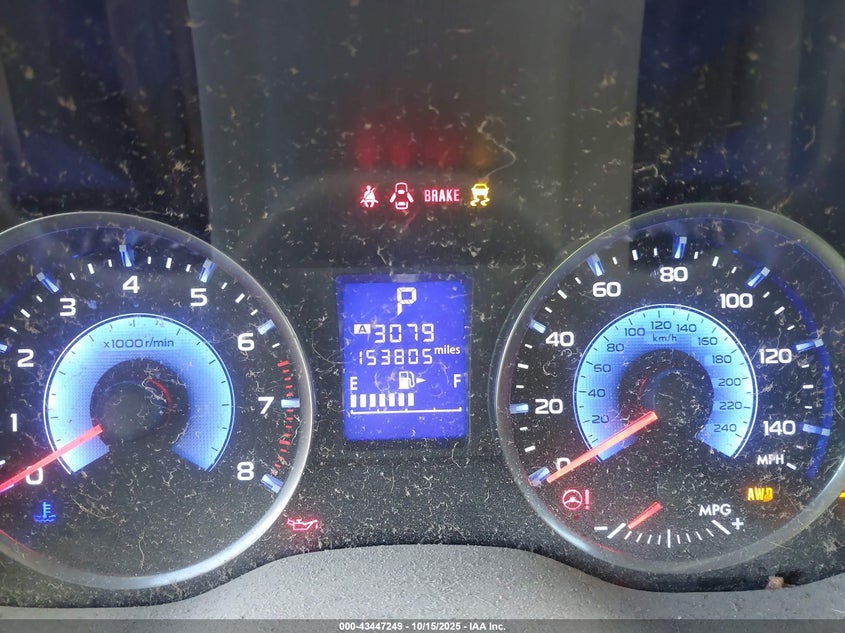 BRAKE
P
A 3079
153805 miles
E F
x1000r/min
0 1 2 3 4 5 6 7 8
0 20 40 60 80 100 120 140
MPH
20 40 60 80 100 120 140 160 180 200 220 240
km/h
AWD
!
MPG
- +
000-43447249 - 10/15/2025 - IAA Inc.